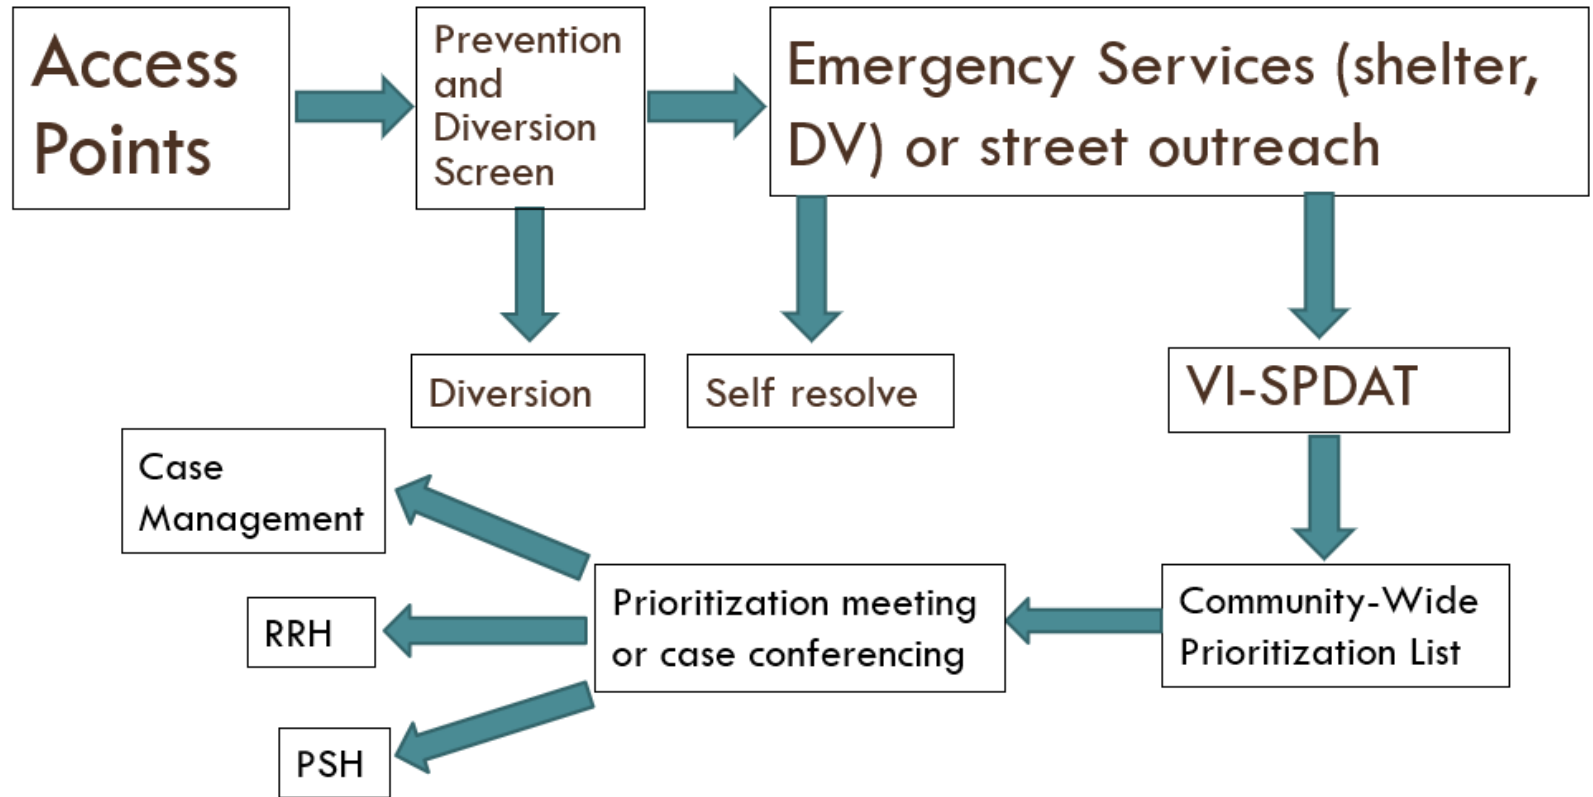 Access
Points
Prevention
and
Diversion
Screen
Emergency Services (shelter,
DV) or street outreach
Diversion
Self resolve
VI-SPDAT
Case
Management
RRH
PSH
Prioritization meeting
or case conferencing
Community-Wide
Prioritization List